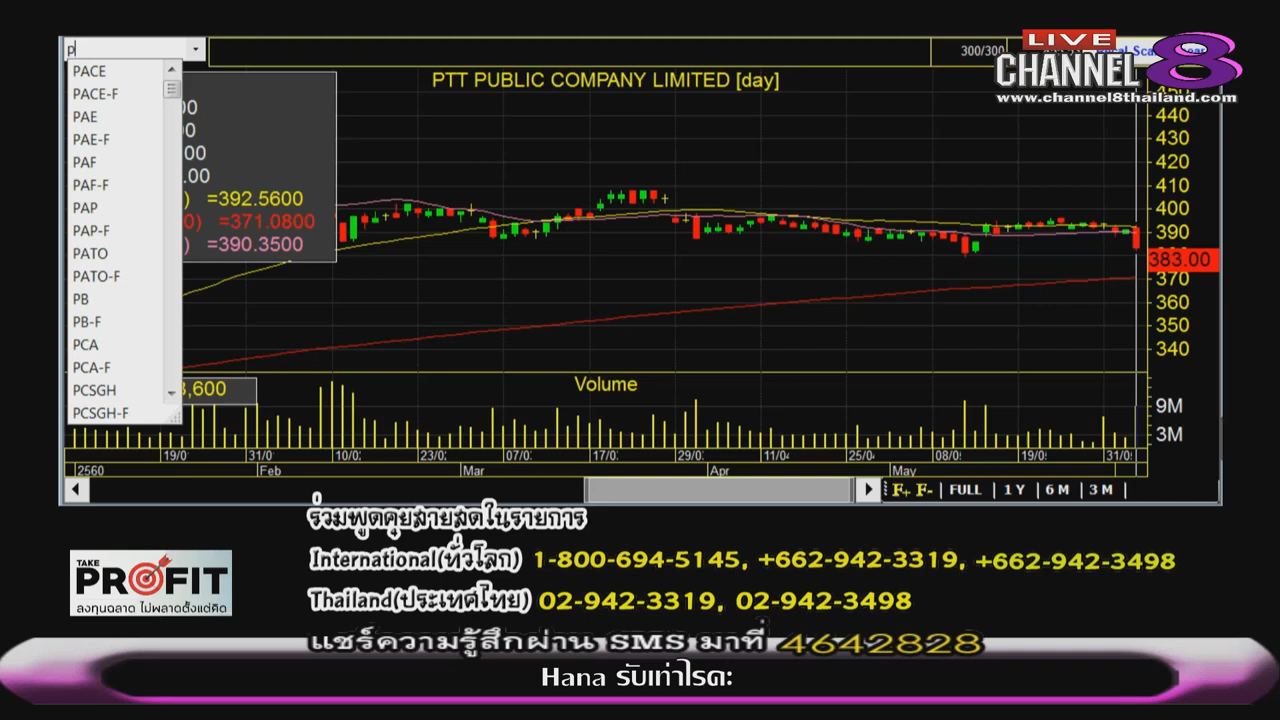 p
300/300
LIVE
CHANNEL 8
www.channel8thailand.com
PTT PUBLIC COMPANY LIMITED [day]
PACE
PACE-F
PAE
PAE-F
PAF
PAF-F
PAP
PAP-F
PATO
PATO-F
PB
PB-F
PCA
PCA-F
PCSGH
PCSGH-F
=392.5600
=371.0800
=390.3500
440
430
420
410
400
390
383.00
370
360
350
340
Volume
9M
3M
19/0
31/0
10/0
23/0
07/0
17/0
29/0
11/0
25/0
08/0
19/0
31/0
2560
Feb
Mar
Apr
May
F+ F- | FULL | 1 Y | 6 M | 3 M |
ร่วมพูดคุยสายสดในรายการ
International(ทั่วโลก) 1-800-694-5145, +662-942-3319, +662-942-3498
Thailand(ประเทศไทย) 02-942-3319, 02-942-3498
แชร์ความรู้สึกผ่าน SMS มาที่ 4642828
TAKE
PROFIT
ลงทุนฉลาด ไม่พลาดตั้งแต่คิด
Hana รับเท่าไรคะ